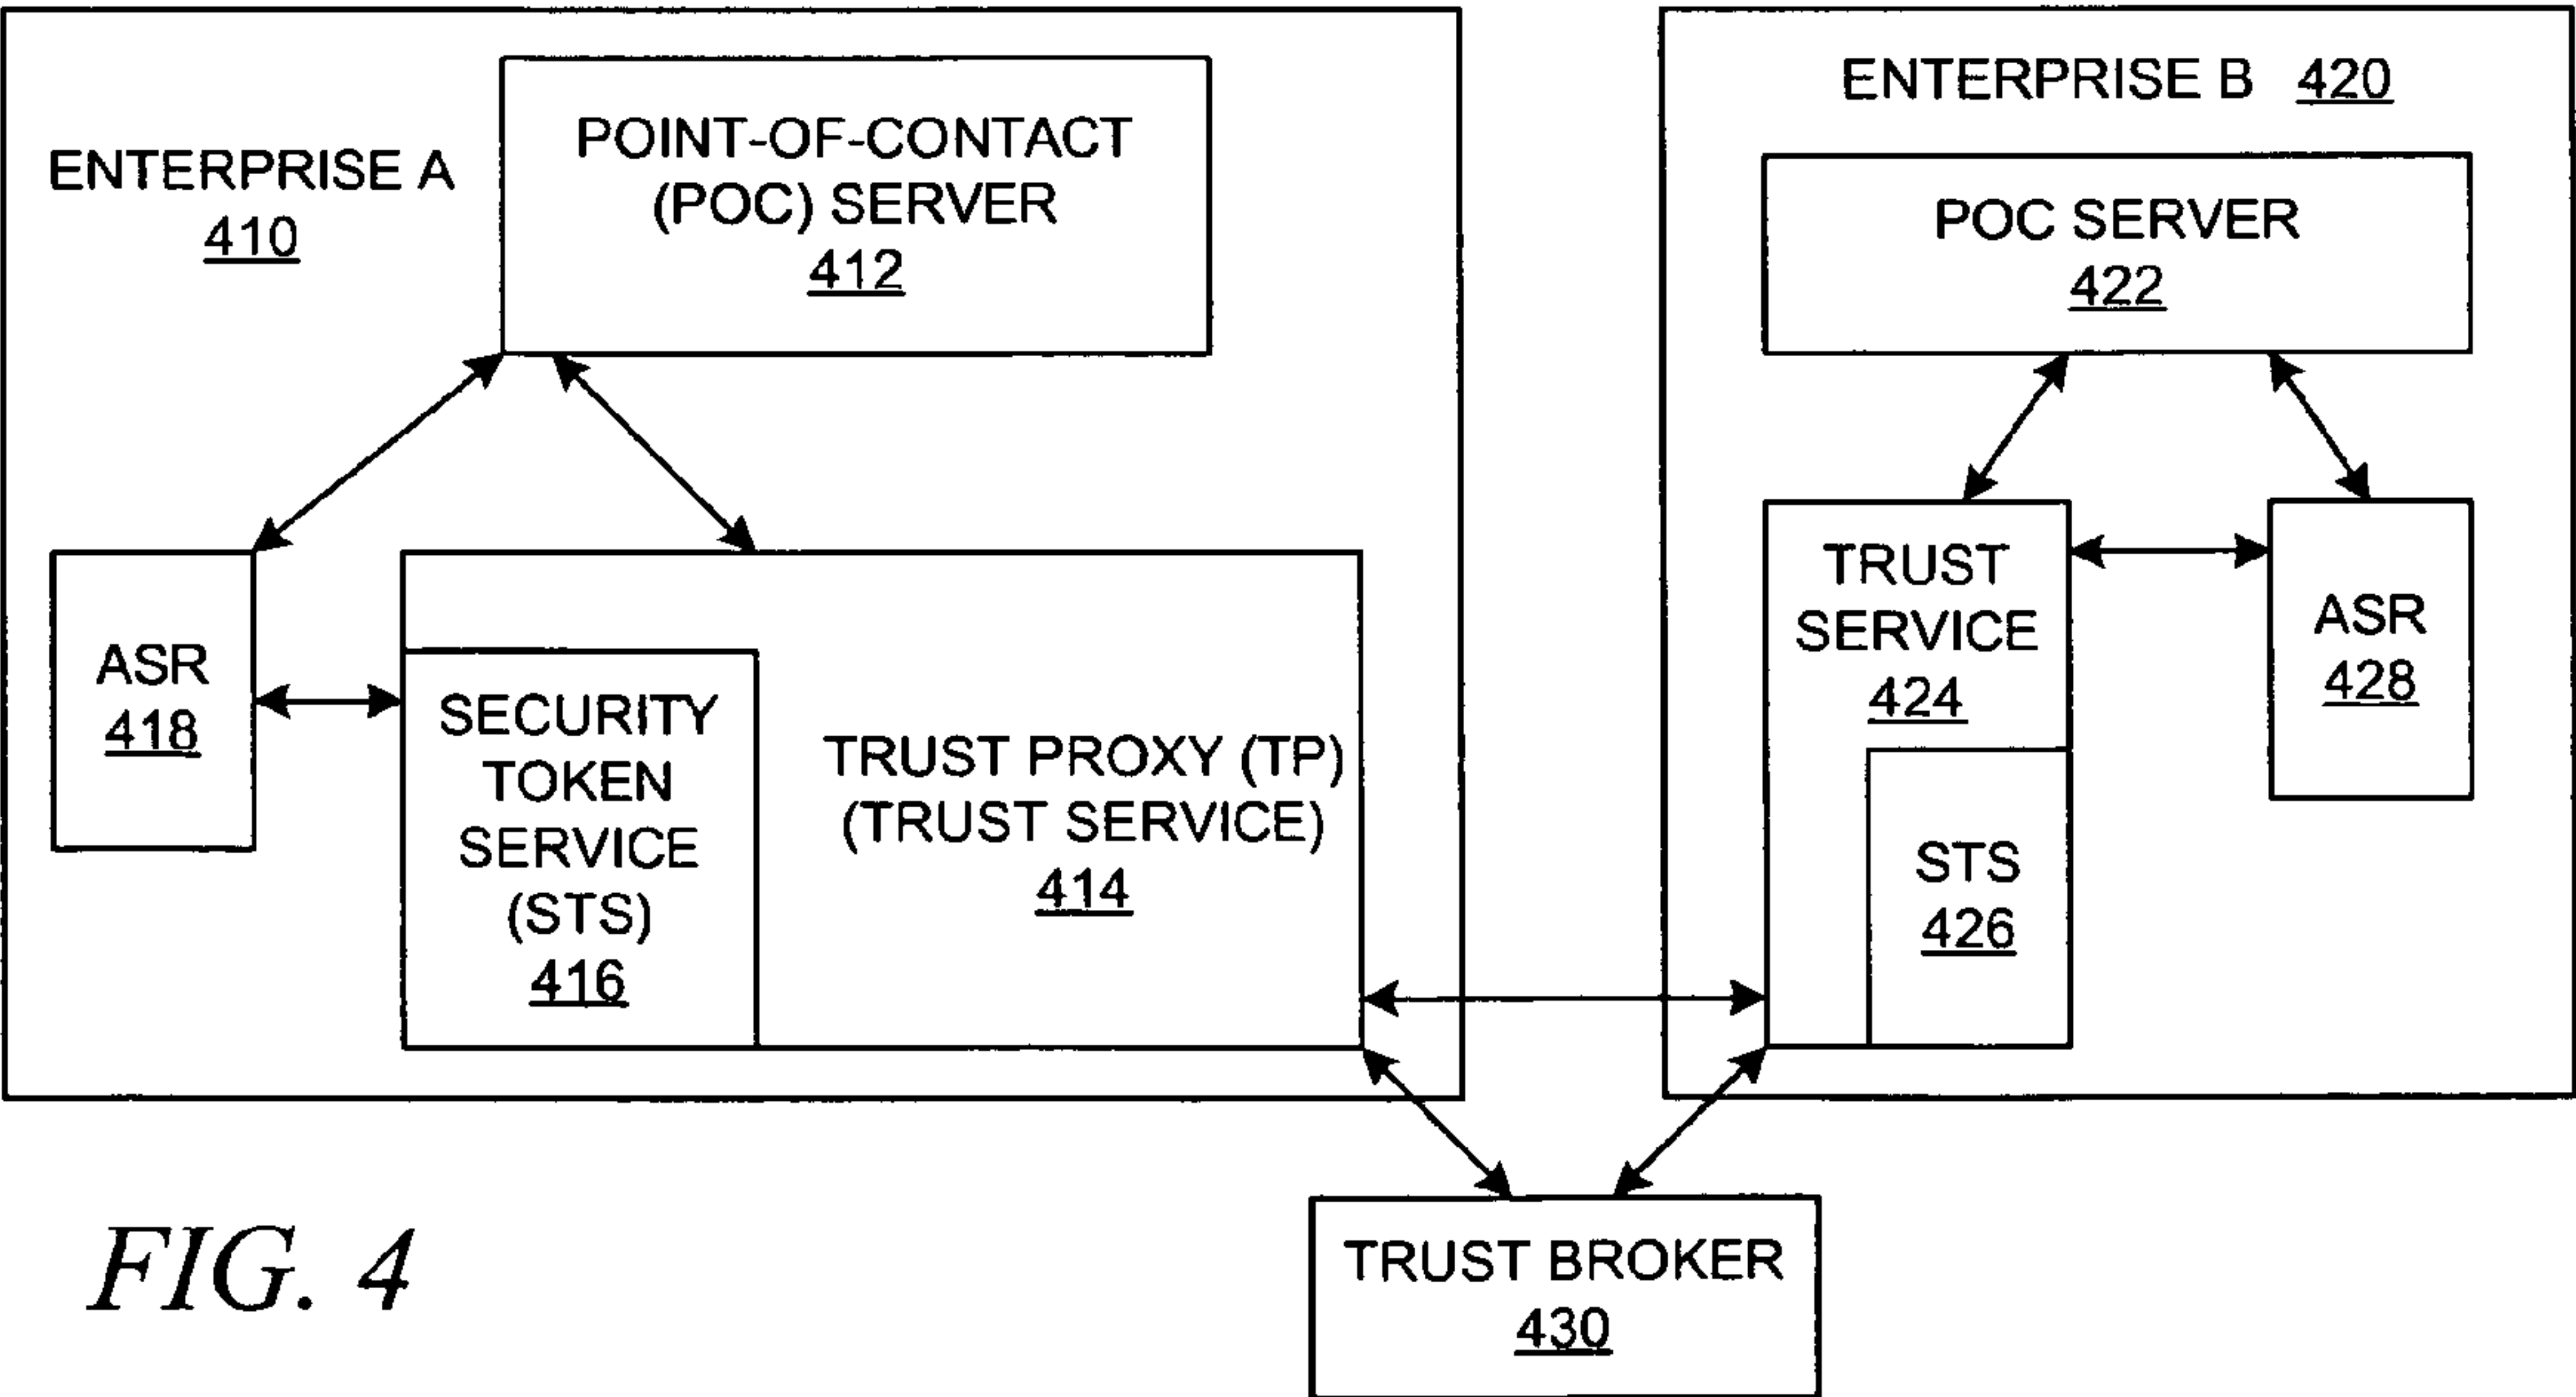 ENTERPRISE A
410
POINT-OF-CONTACT
(POC) SERVER
412
ASR
418
SECURITY
TOKEN
SERVICE
(STS)
416
TRUST PROXY (TP)
(TRUST SERVICE)
414
ENTERPRISE B 420
POC SERVER
422
TRUST
SERVICE
424
STS
426
ASR
428
TRUST BROKER
430
FIG. 4